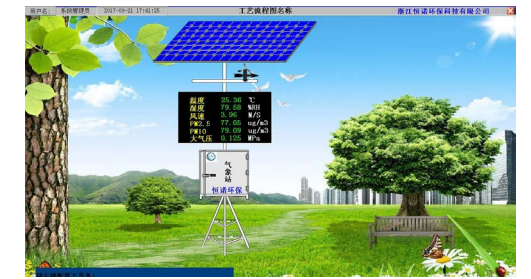 用户名: 系统管理员 2017-09-21 17:41:25 工艺流程图名称 浙江恒诺环保科技有限公司
温度 25.36 ℃
湿度 79.58 %RH
风速 3.96 M/S
PM2.5 77.05 ug/m3
PM10 79.09 ug/m3
大气压 0.125 MPa
气象站
恒诺环保